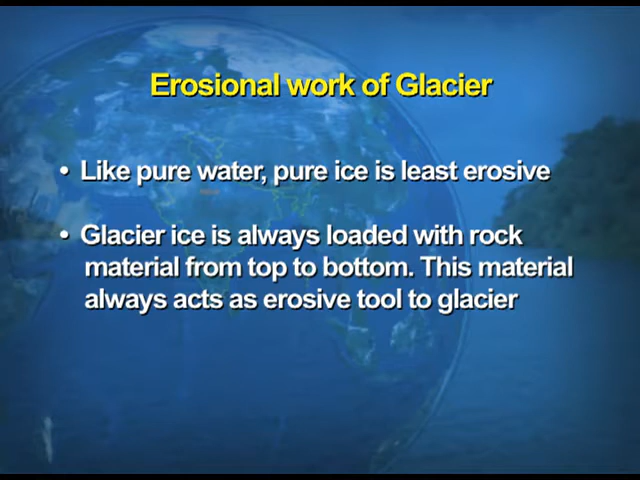 Erosional work of Glacier
• Like pure water, pure ice is least erosive
• Glacier ice is always loaded with rock
material from top to bottom. This material
always acts as erosive tool to glacier